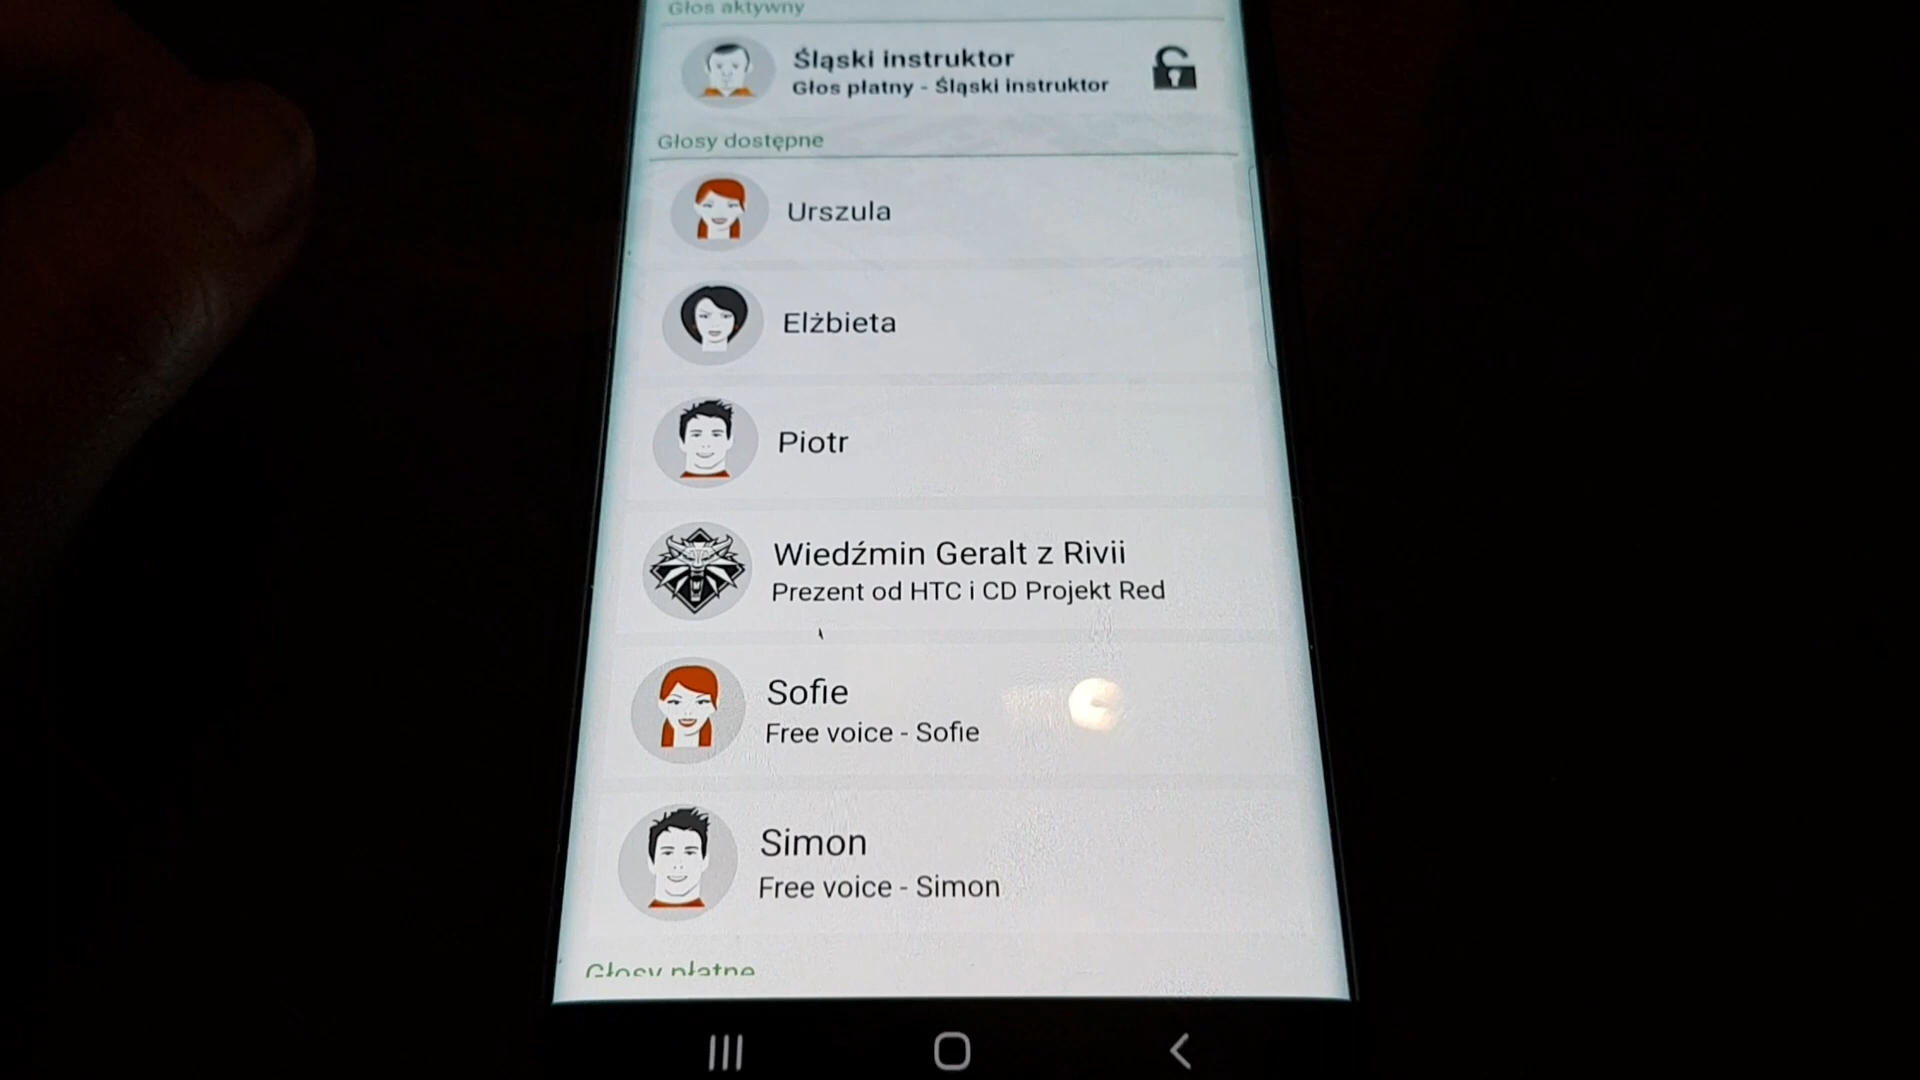 Głos aktywny
Śląski instruktor
Głos płatny - Śląski instruktor
Głosy dostępne
Urszula
Elżbieta
Piotr
Wiedźmin Geralt z Rivii
Prezent od HTC i CD Projekt Red
Sofie
Free voice - Sofie
Simon
Free voice - Simon
Głosy płatne